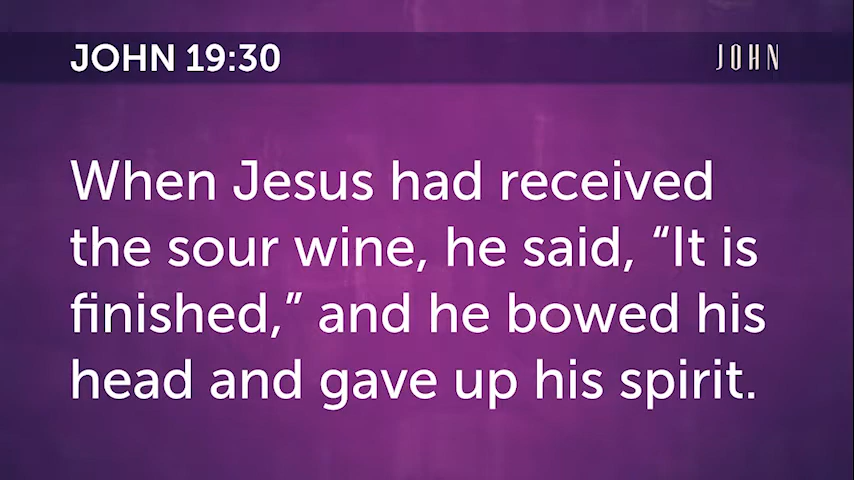 JOHN 19:30
JOHN
When Jesus had received
the sour wine, he said, “It is
finished,” and he bowed his
head and gave up his spirit.